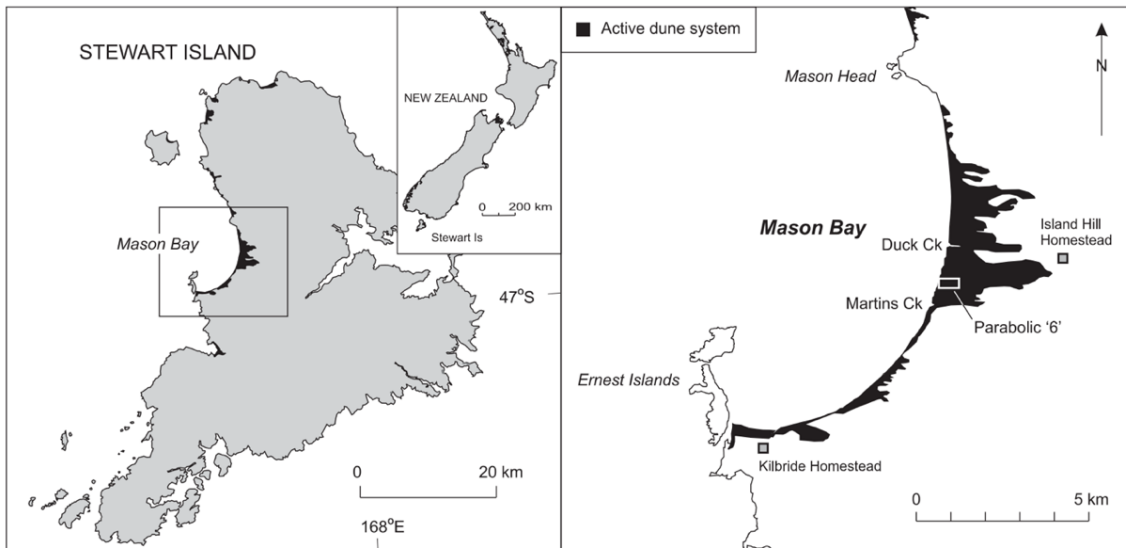 STEWART ISLAND
NEW ZEALAND
0 200 km
Stewart Is
Mason Bay
47°S
0 20 km
168°E
Active dune system
N
Mason Head
Mason Bay
Island Hill
Homestead
Duck Ck
Martins Ck
Parabolic ‘6’
Ernest Islands
Kilbride Homestead
0 5 km